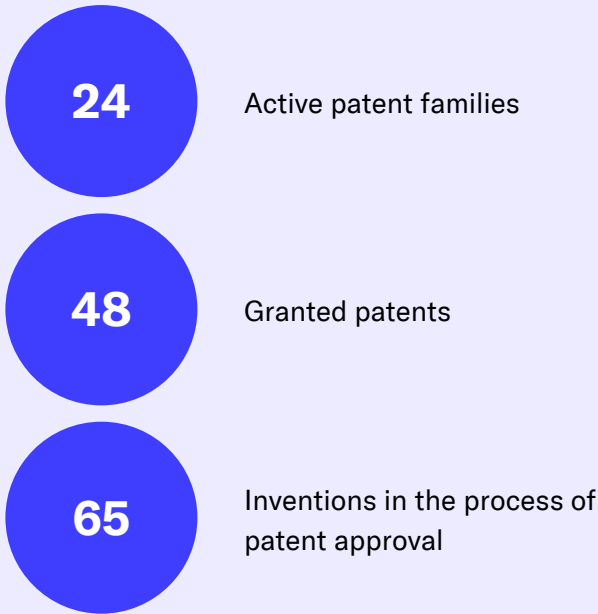 24
Active patent families
48
Granted patents
65
Inventions in the process of
patent approval